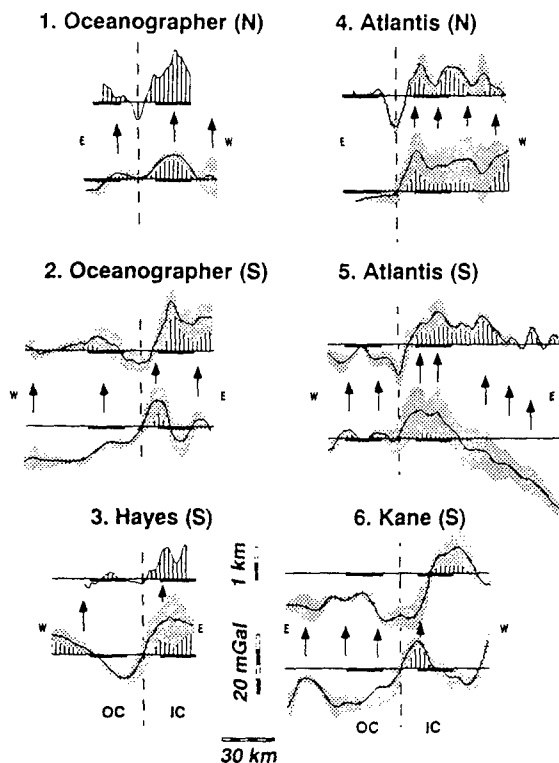 1. Oceanographer (N)
4. Atlantis (N)
E
W
2. Oceanographer (S)
5. Atlantis (S)
W
E
W
E
3. Hayes (S)
6. Kane (S)
1 km
W
E
E
W
20 mGal
OC
IC
OC
IC
30 km